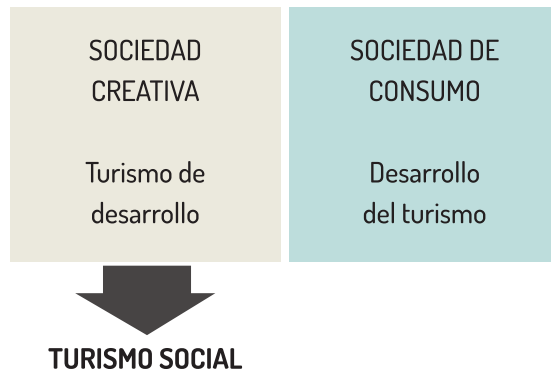 SOCIEDAD
CREATIVA
Turismo de
desarrollo
SOCIEDAD DE
CONSUMO
Desarrollo
del turismo
TURISMO SOCIAL